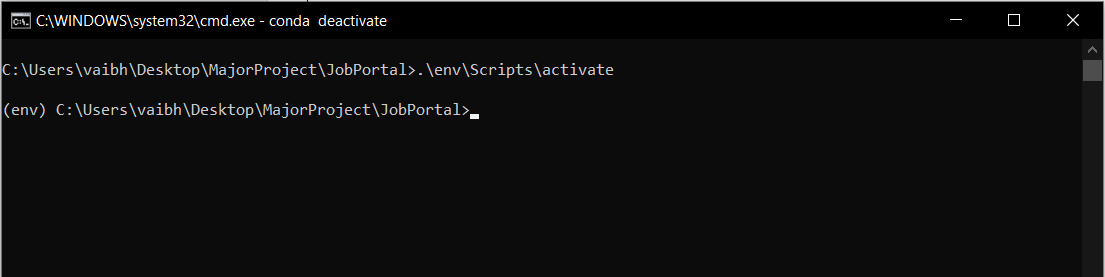 C:\WINDOWS\system32\cmd.exe - conda  deactivate
C:\Users\vaibh\Desktop\MajorProject\JobPortal>.\env\Scripts\activate
(env) C:\Users\vaibh\Desktop\MajorProject\JobPortal>